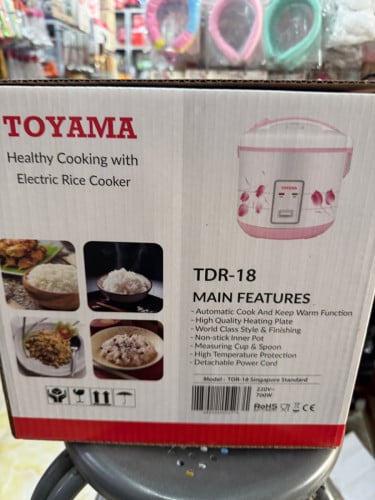 TOYAMA
Healthy Cooking with
Electric Rice Cooker
TOYAMA
TDR-18
MAIN FEATURES
- Automatic Cook And Keep Warm Function
- High Quality Heating Plate
- World Class Style & Finishing
- Non-stick Inner Pot
- Measuring Cup & Spoon
- High Temperature Protection
- Detachable Power Cord
Model - TDR-18 Singapore Standard
220V~
700W
RoHS
CE